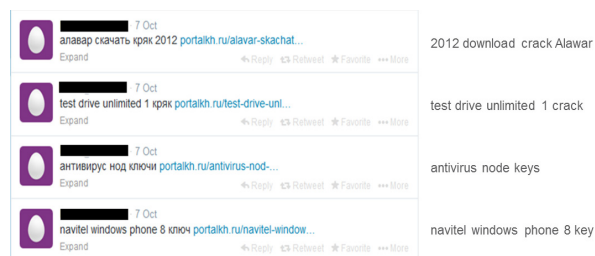 7 Oct
алавар скачать кряк 2012 portalkh.ru/alavar-skachat...
Expand
Reply Retweet Favorite More
2012 download crack Alawar
7 Oct
test drive unlimited 1 кряк portalkh.ru/test-drive-unl...
Expand
Reply Retweet Favorite More
test drive unlimited 1 crack
7 Oct
антивирус нод ключи portalkh.ru/antivirus-nod-...
Expand
Reply Retweet Favorite More
antivirus node keys
7 Oct
navitel windows phone 8 ключ portalkh.ru/navitel-window...
Expand
Reply Retweet Favorite More
navitel windows phone 8 key